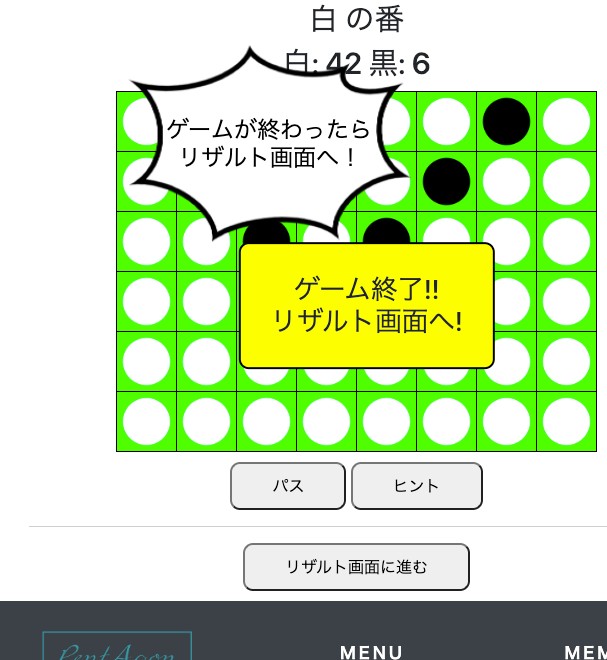 白 の番
白: 42 黒: 6
ゲームが終わったら
リザルト画面へ！
ゲーム終了!!
リザルト画面へ!
パス
ヒント
リザルト画面に進む
PentAgon
MENU
MEM